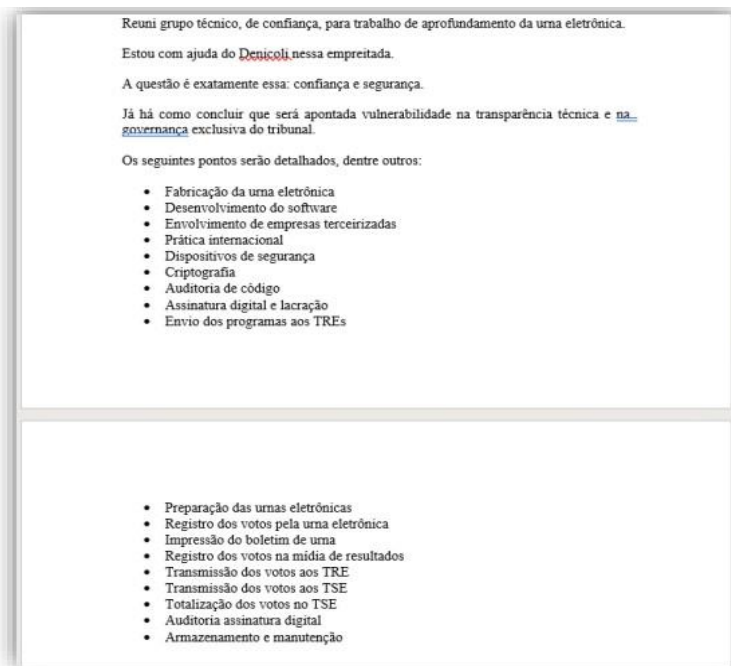 Reuni grupo técnico, de confiança, para trabalho de aprofundamento da urna eletrônica.
Estou com ajuda do Denicoli nessa empreitada.
A questão é exatamente essa: confiança e segurança.
Já há como concluir que será apontada vulnerabilidade na transparência técnica e na
governança exclusiva do tribunal.
Os seguintes pontos serão detalhados, dentre outros:
• Fabricação da urna eletrônica
• Desenvolvimento do software
• Envolvimento de empresas terceirizadas
• Prática internacional
• Dispositivos de segurança
• Criptografia
• Auditoria de código
• Assinatura digital e lacração
• Envio dos programas aos TREs
• Preparação das urnas eletrônicas
• Registro dos votos pela urna eletrônica
• Impressão do boletim de urna
• Registro dos votos na mídia de resultados
• Transmissão dos votos aos TRE
• Transmissão dos votos aos TSE
• Totalização dos votos no TSE
• Auditoria assinatura digital
• Armazenamento e manutenção